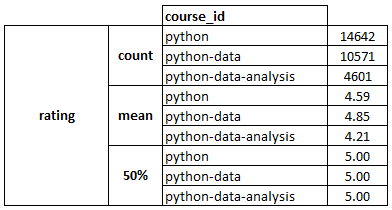 course_id
rating count python 14642
python-data 10571
python-data-analysis 4601
mean python 4.59
python-data 4.85
python-data-analysis 4.21
50% python 5.00
python-data 5.00
python-data-analysis 5.00